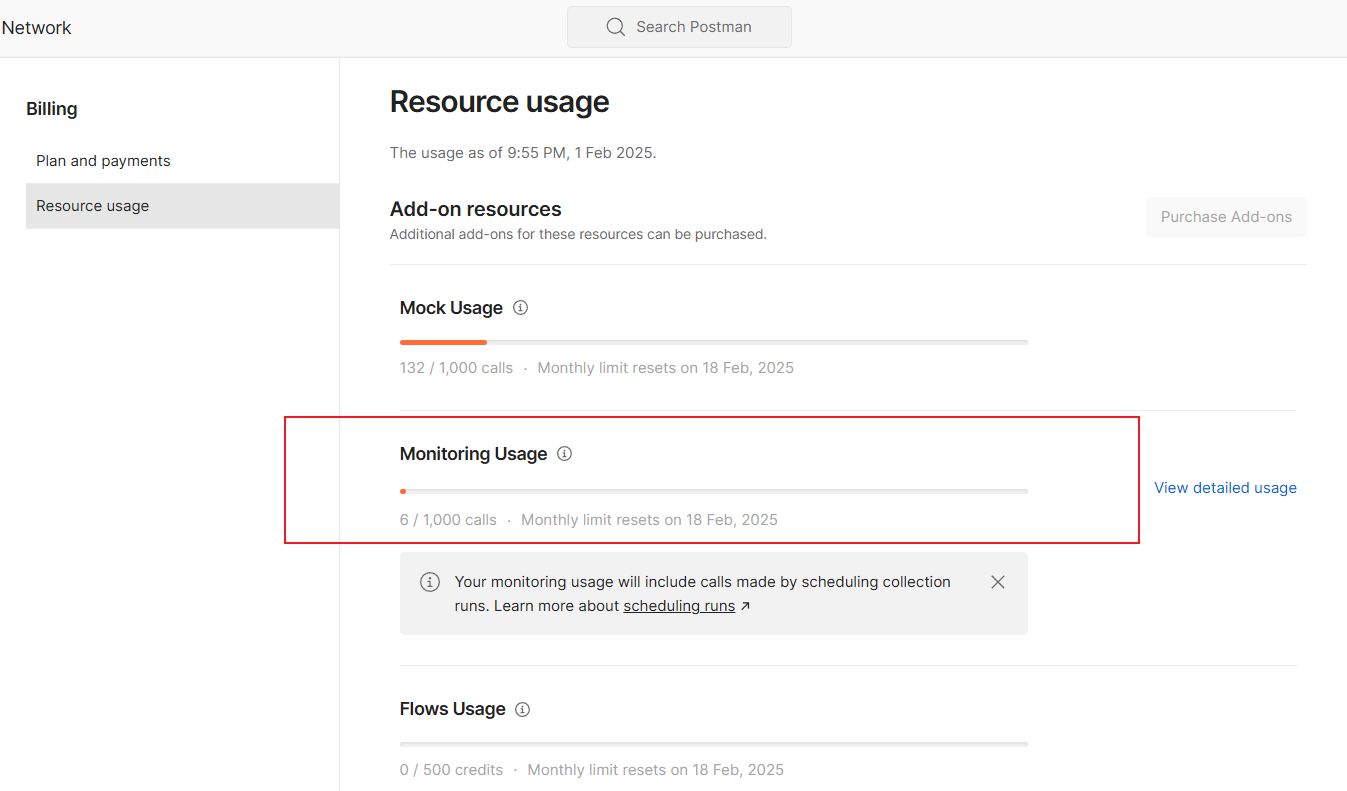 Network
Search Postman
Billing
Plan and payments
Resource usage
Resource usage
The usage as of 9:55 PM, 1 Feb 2025.
Add-on resources
Additional add-ons for these resources can be purchased.
Purchase Add-ons
Mock Usage
132 / 1,000 calls · Monthly limit resets on 18 Feb, 2025
Monitoring Usage
6 / 1,000 calls · Monthly limit resets on 18 Feb, 2025
View detailed usage
Your monitoring usage will include calls made by scheduling collection
runs. Learn more about scheduling runs ↗
Flows Usage
0 / 500 credits · Monthly limit resets on 18 Feb, 2025